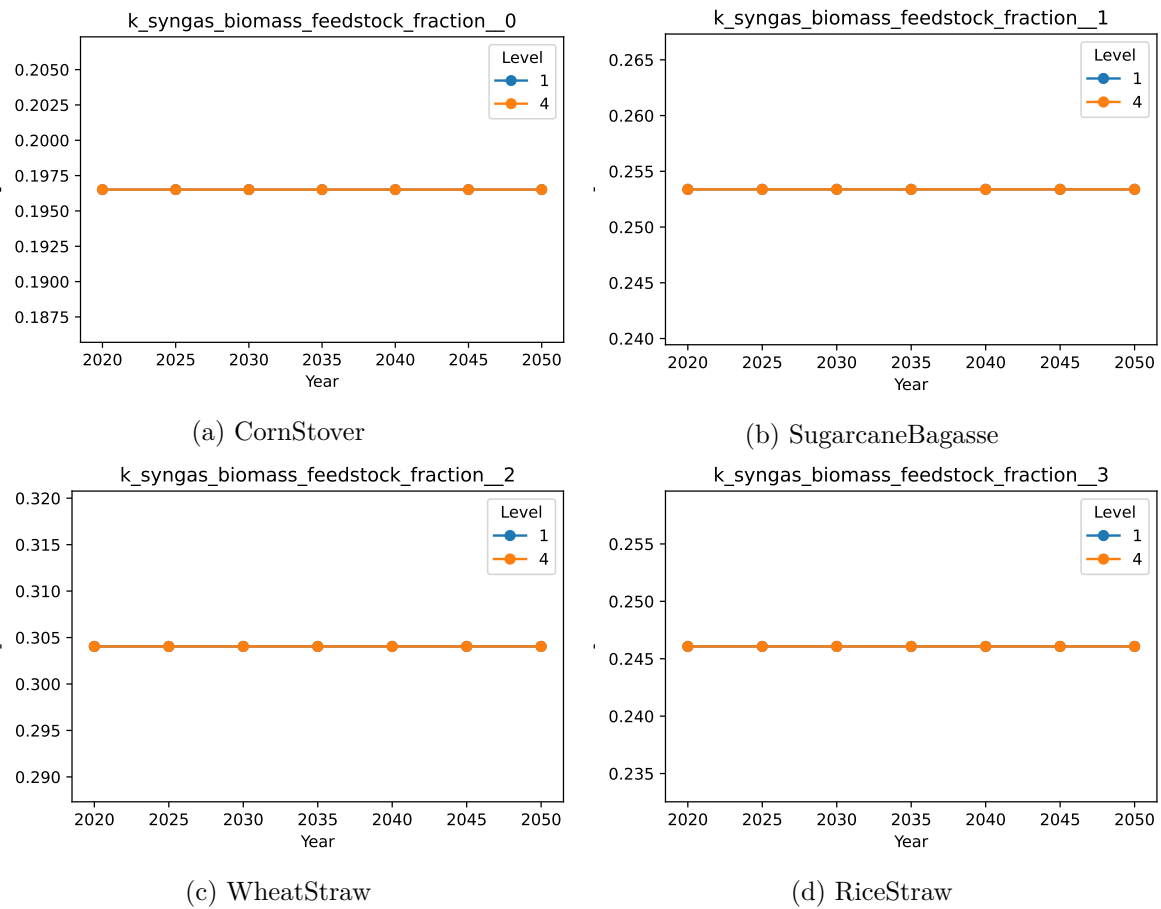 k_syngas_biomass_feedstock_fraction__0
Level
1
4
0.2050
0.2025
0.2000
0.1975
0.1950
0.1925
0.1900
0.1875
2020 2025 2030 2035 2040 2045 2050
Year
(a) CornStover
k_syngas_biomass_feedstock_fraction__1
Level
1
4
0.265
0.260
0.255
0.250
0.245
0.240
2020 2025 2030 2035 2040 2045 2050
Year
(b) SugarcaneBagasse
k_syngas_biomass_feedstock_fraction__2
Level
1
4
0.320
0.315
0.310
0.305
0.300
0.295
0.290
2020 2025 2030 2035 2040 2045 2050
Year
(c) WheatStraw
k_syngas_biomass_feedstock_fraction__3
Level
1
4
0.255
0.250
0.245
0.240
0.235
2020 2025 2030 2035 2040 2045 2050
Year
(d) RiceStraw